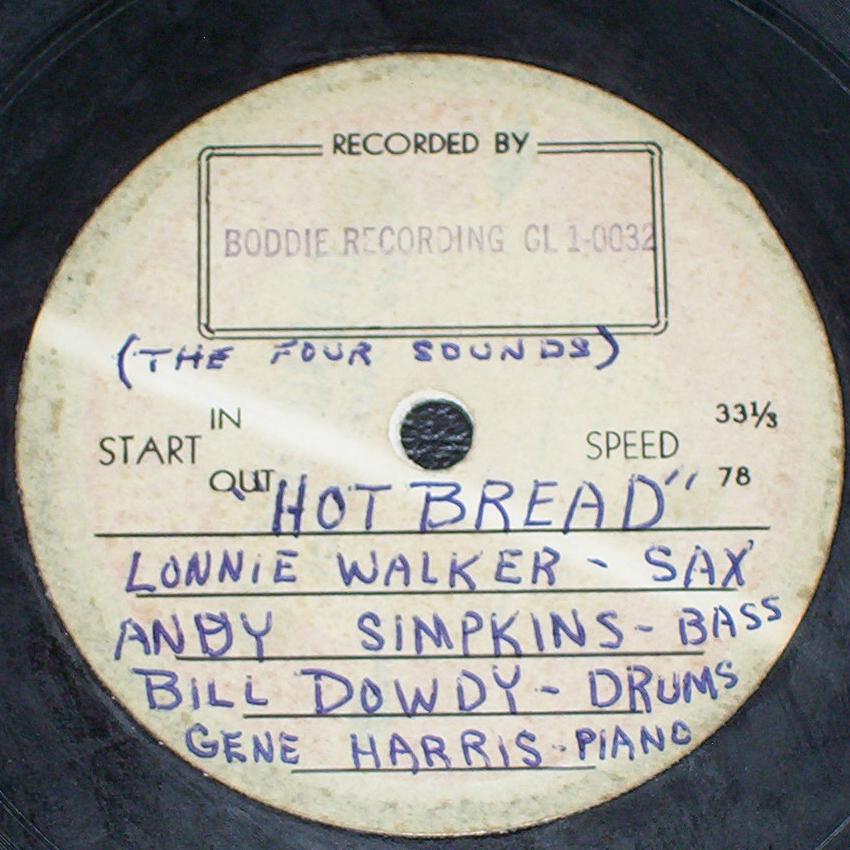 RECORDED BY
BODDIE RECORDING GL 1-0032
(THE FOUR SOUNDS)
IN 33⅓
START SPEED
OUT 78
"HOT BREAD"
LONNIE WALKER - SAX
ANDY SIMPKINS - BASS
BILL DOWDY - DRUMS
GENE HARRIS - PIANO